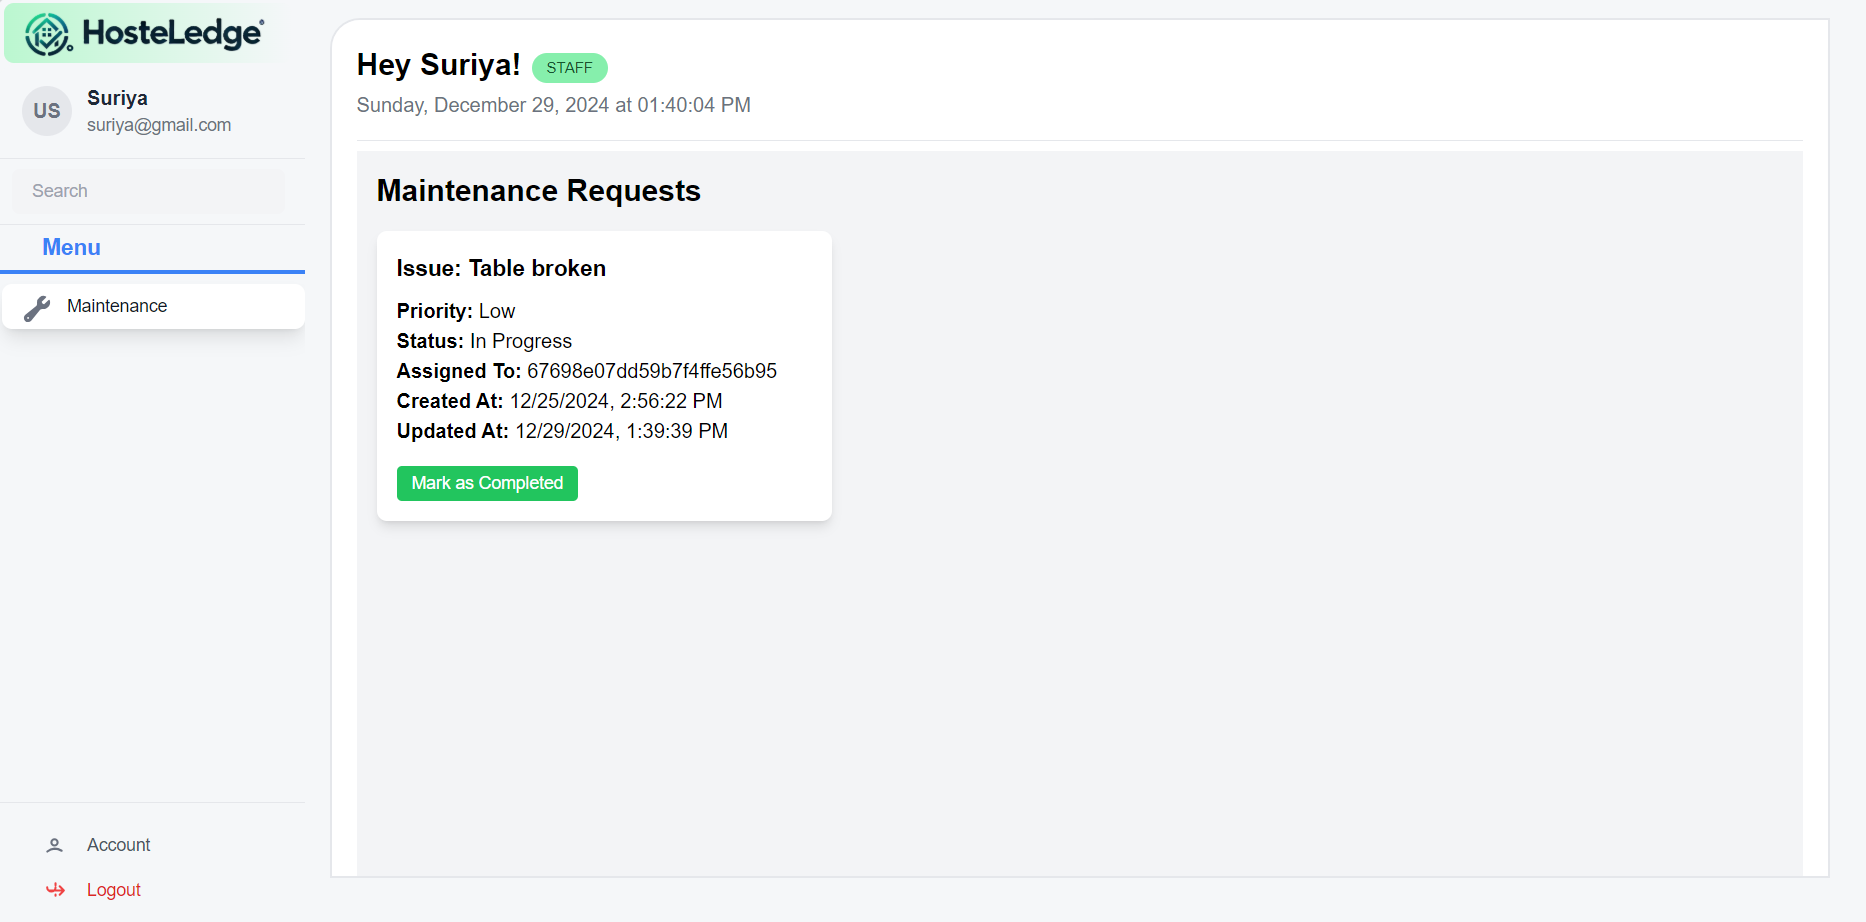 HosteLedge®
US
Suriya
suriya@gmail.com
Search
Menu
Maintenance
Account
Logout
Hey Suriya!
STAFF
Sunday, December 29, 2024 at 01:40:04 PM
Maintenance Requests
Issue: Table broken
Priority: Low
Status: In Progress
Assigned To: 67698e07dd59b7f4ffe56b95
Created At: 12/25/2024, 2:56:22 PM
Updated At: 12/29/2024, 1:39:39 PM
Mark as Completed